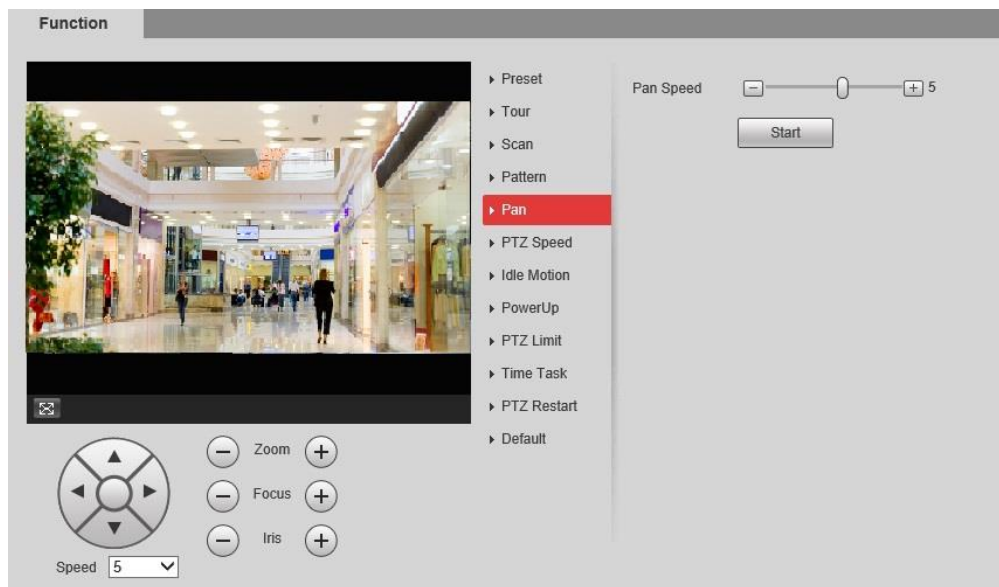 Function
Preset
Tour
Scan
Pattern
Pan
PTZ Speed
Idle Motion
PowerUp
PTZ Limit
Time Task
PTZ Restart
Default
Pan Speed 5
Start
Zoom
Focus
Iris
Speed 5